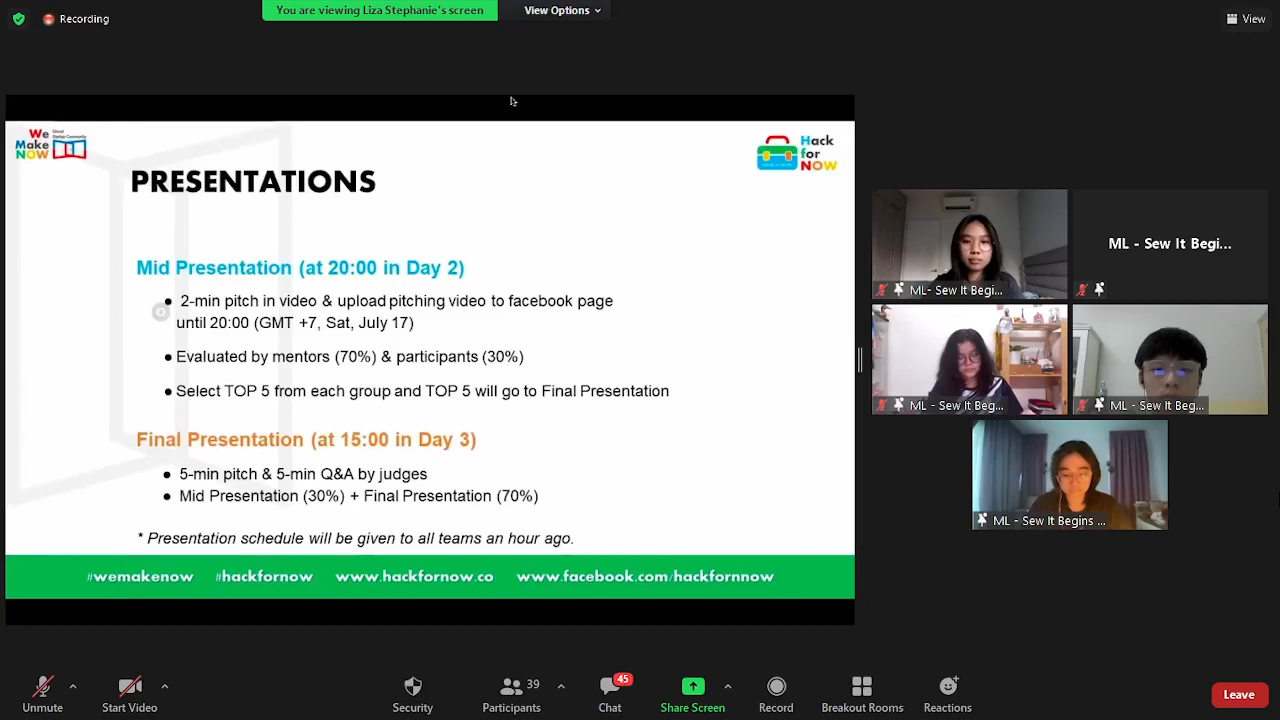 Recording
You are viewing Liza Stephanie's screen
View Options
View
We
Make
NOW
Global
Startup Community
Hack
for
NOW
PRESENTATIONS
Mid Presentation (at 20:00 in Day 2)
● 2-min pitch in video & upload pitching video to facebook page
until 20:00 (GMT +7, Sat, July 17)
● Evaluated by mentors (70%) & participants (30%)
● Select TOP 5 from each group and TOP 5 will go to Final Presentation
Final Presentation (at 15:00 in Day 3)
● 5-min pitch & 5-min Q&A by judges
● Mid Presentation (30%) + Final Presentation (70%)
* Presentation schedule will be given to all teams an hour ago.
#wemakenow #hackfornow www.hackfornow.co www.facebook.com/hackfornnow
ML - Sew It Begi...
ML - Sew It Begi...
ML - Sew It Beg...
ML - Sew It Beg...
ML - Sew It Begins ...
Unmute
Start Video
Security
39
Participants
45
Chat
Share Screen
Record
Breakout Rooms
Reactions
Leave